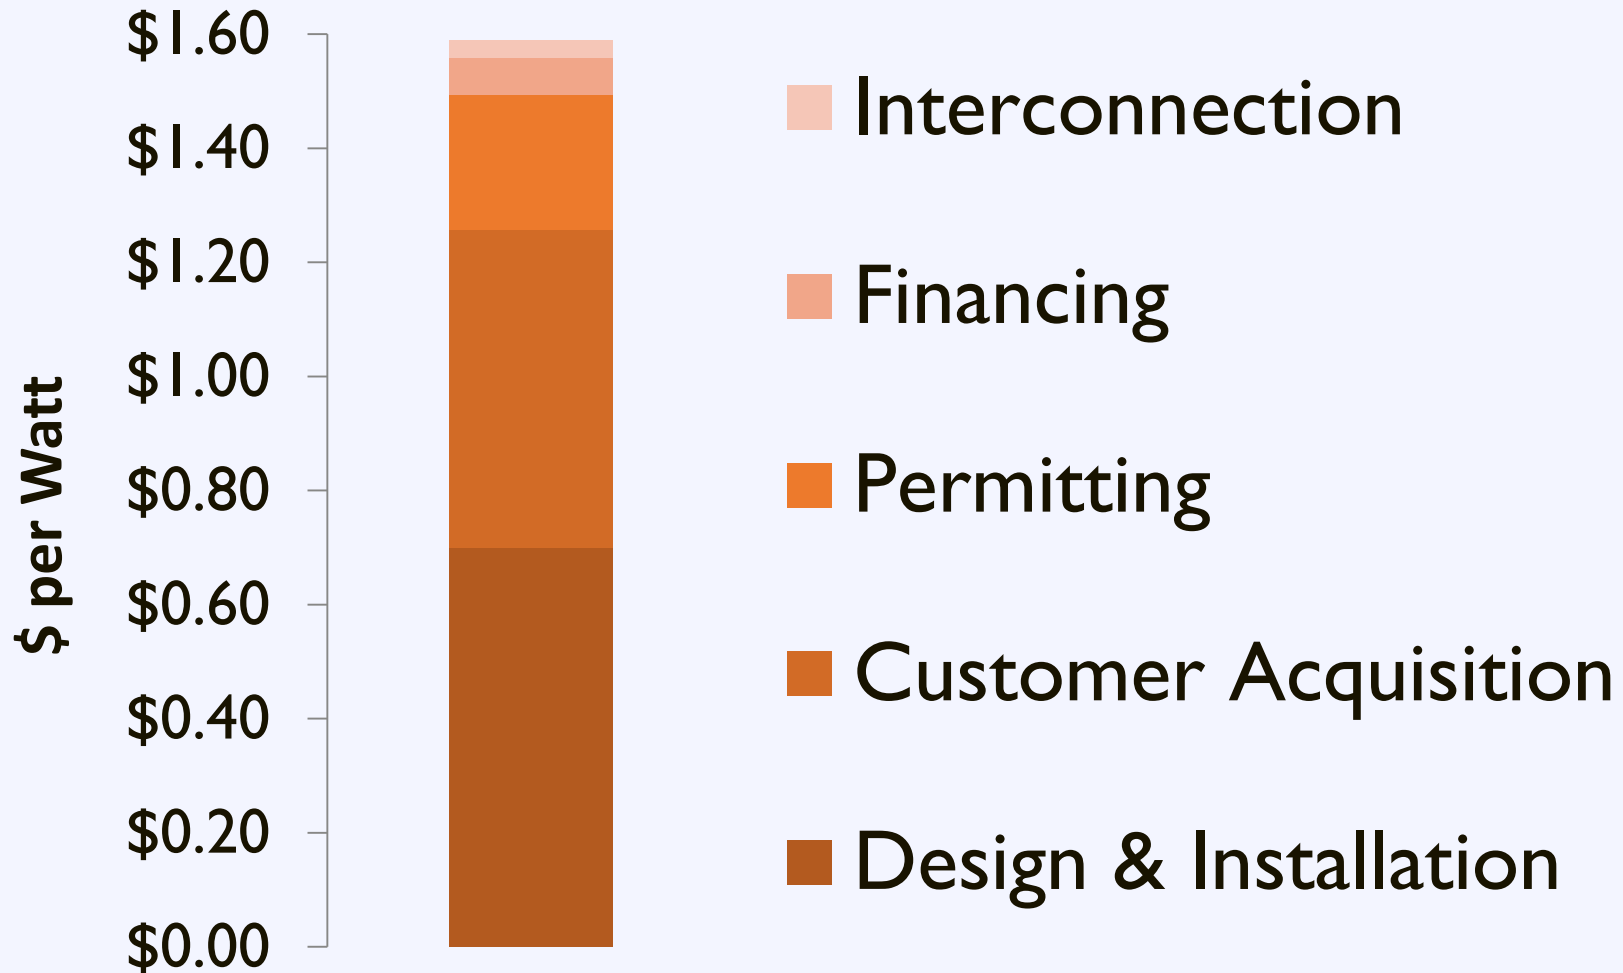 $1.60
$1.40
$1.20
$1.00
$0.80
$0.60
$0.40
$0.20
$0.00
$ per Watt
Interconnection
Financing
Permitting
Customer Acquisition
Design & Installation